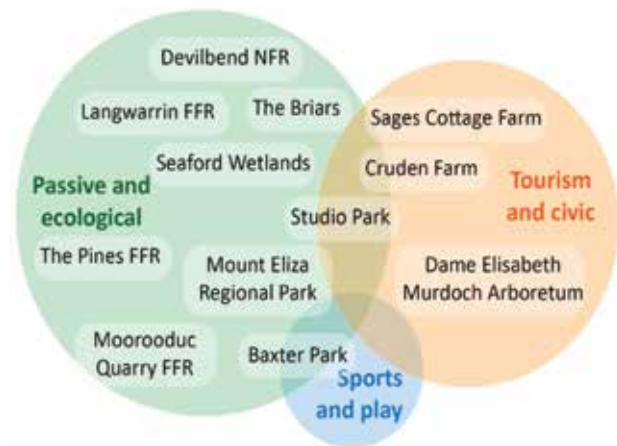 Devilbend NFR
Langwarrin FFR
The Briars
Sages Cottage Farm
Seaford Wetlands
Cruden Farm
Passive and
ecological
Tourism
and civic
Studio Park
The Pines FFR
Mount Eliza
Regional Park
Dame Elisabeth
Murdoch Arboretum
Moorooduc
Quarry FFR
Baxter Park
Sports
and play